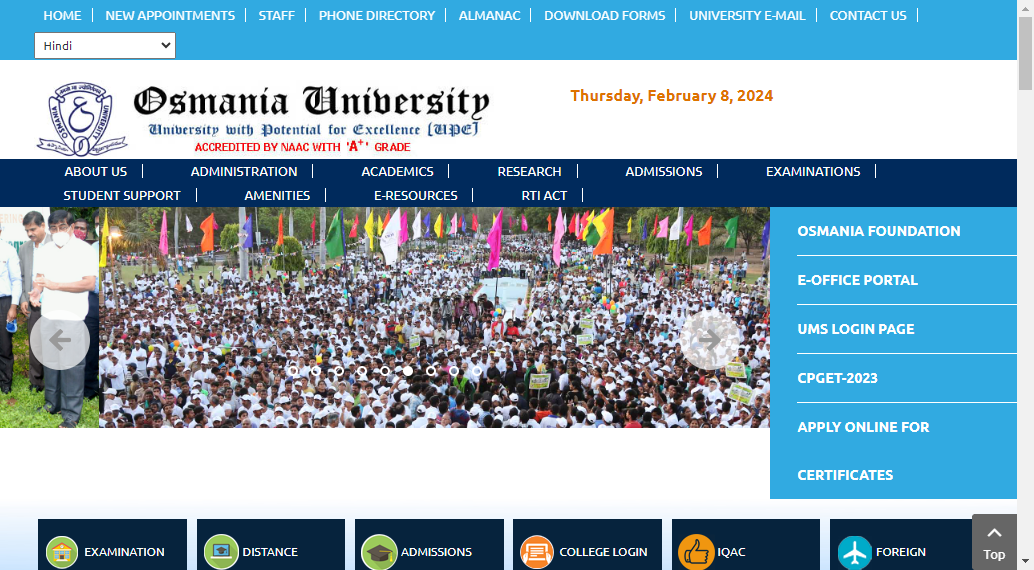 HOME NEW APPOINTMENTS STAFF PHONE DIRECTORY ALMANAC DOWNLOAD FORMS UNIVERSITY E-MAIL CONTACT US
Hindi
OSMANIA UNIVERSITY
Osmania University
University with Potential for Excellence [UPE]
ACCREDITED BY NAAC WITH 'A+' GRADE
Thursday, February 8, 2024
ABOUT US ADMINISTRATION ACADEMICS RESEARCH ADMISSIONS EXAMINATIONS
STUDENT SUPPORT AMENITIES E-RESOURCES RTI ACT
OSMANIA FOUNDATION
E-OFFICE PORTAL
UMS LOGIN PAGE
CPGET-2023
APPLY ONLINE FOR
CERTIFICATES
EXAMINATION DISTANCE ADMISSIONS COLLEGE LOGIN IQAC FOREIGN
Top